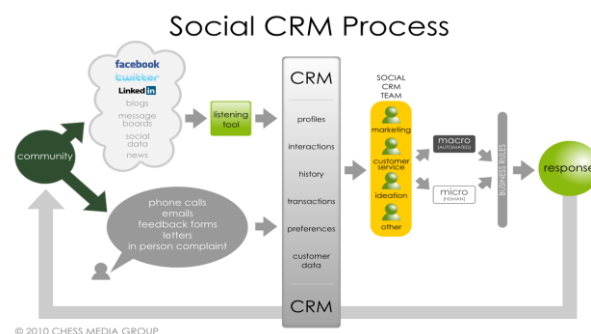 Social CRM Process
facebook
twitter
LinkedIn
blogs
message
boards
social
data
news
listening
tool
community
phone calls
emails
feedback forms
letters
in person complaint
CRM
profiles
interactions
history
transactions
preferences
customer
data
CRM
SOCIAL
CRM
TEAM
marketing
customer
service
ideation
other
macro
[AUTOMATED]
micro
[HUMAN]
BUSINESS RULES
response
© 2010 CHESS MEDIA GROUP